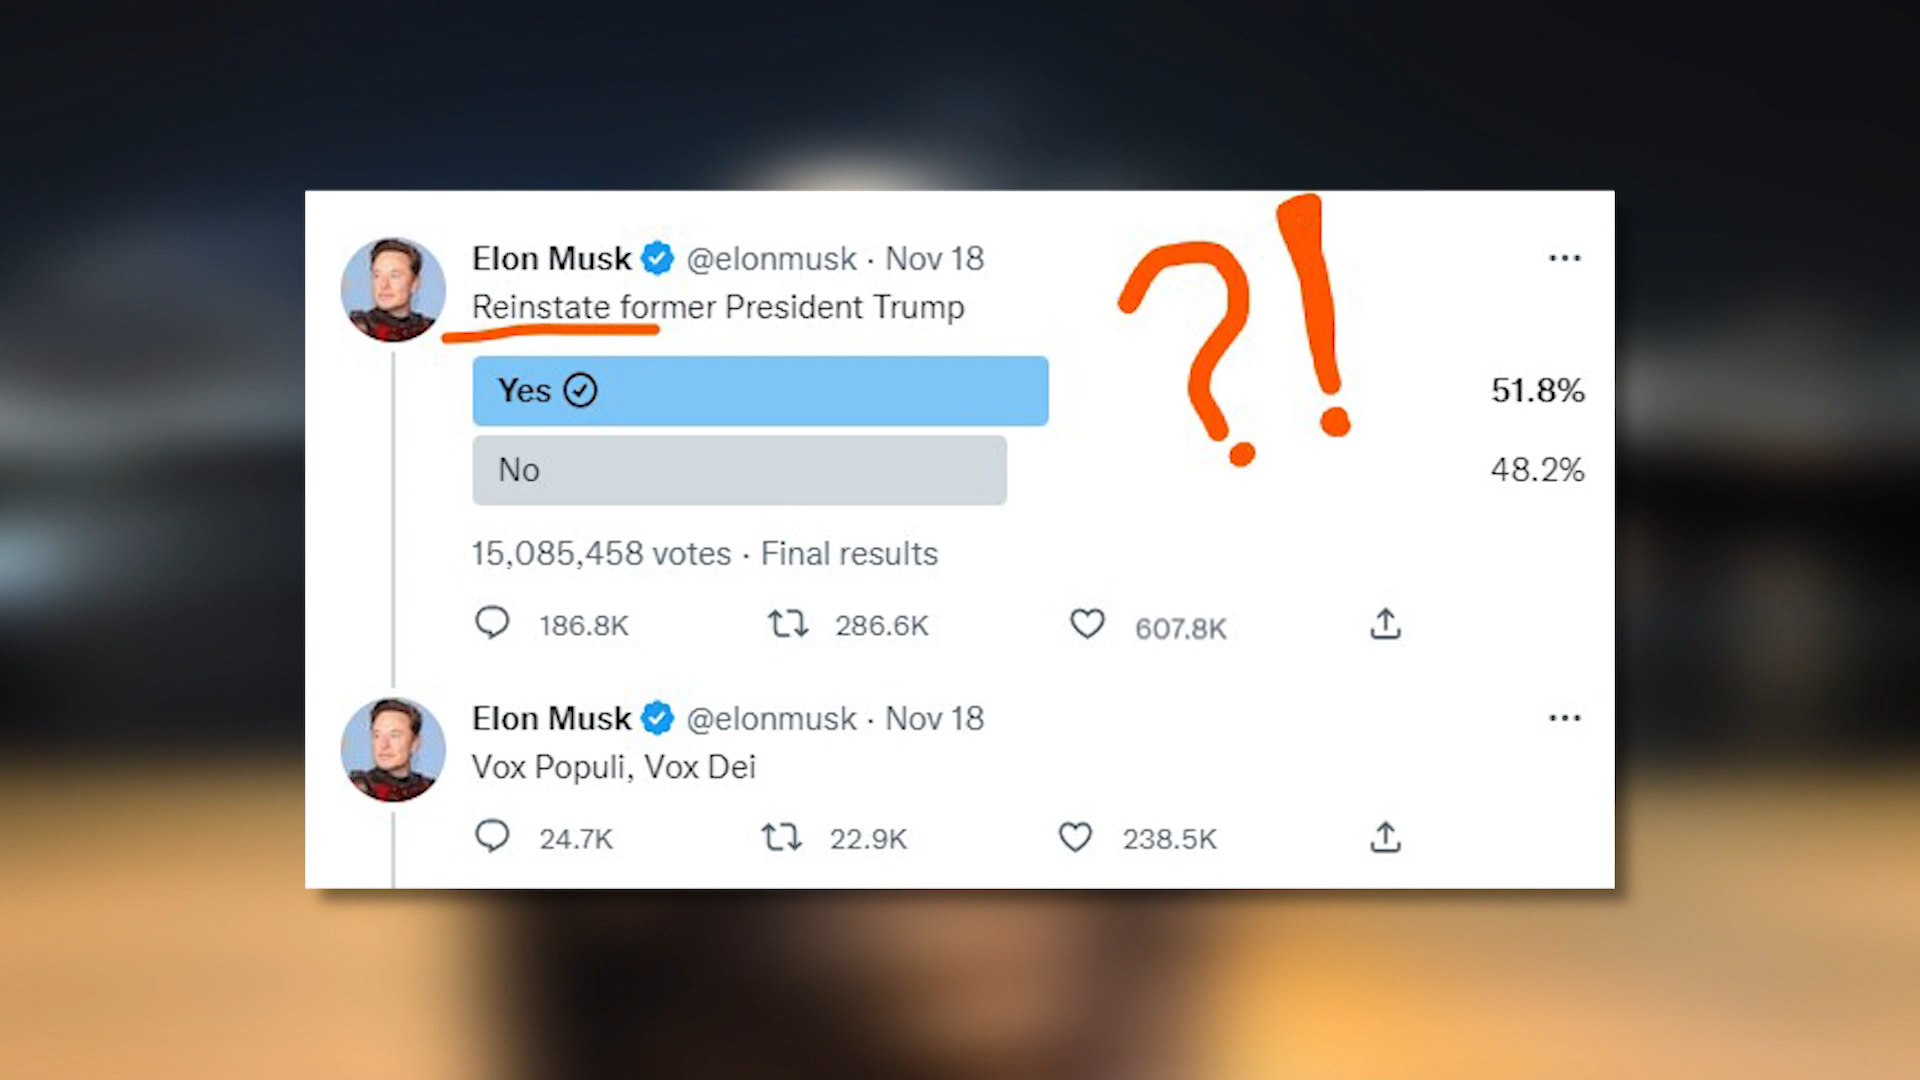 Elon Musk @elonmusk · Nov 18
Reinstate former President Trump
?!
Yes 51.8%
No 48.2%
15,085,458 votes · Final results
186.8K 286.6K 607.8K
Elon Musk @elonmusk · Nov 18
Vox Populi, Vox Dei
24.7K 22.9K 238.5K